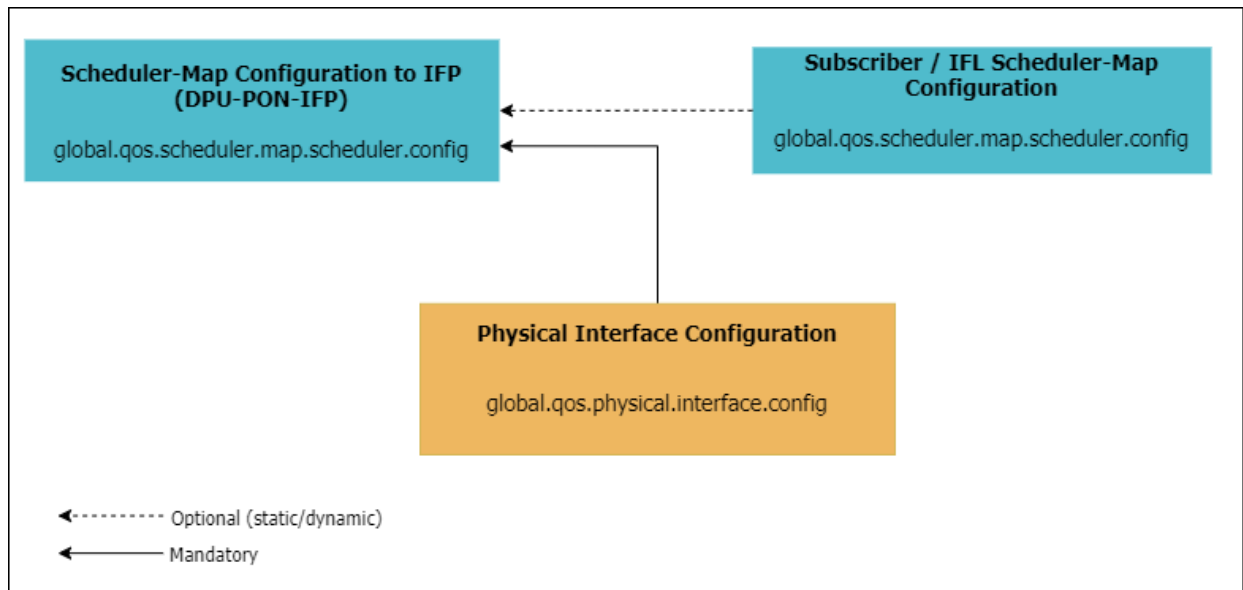 Scheduler-Map Configuration to IFP
(DPU-PON-IFP)
global.qos.scheduler.map.scheduler.config
Subscriber / IFL Scheduler-Map
Configuration
global.qos.scheduler.map.scheduler.config
Physical Interface Configuration
global.qos.physical.interface.config
Optional (static/dynamic)
Mandatory